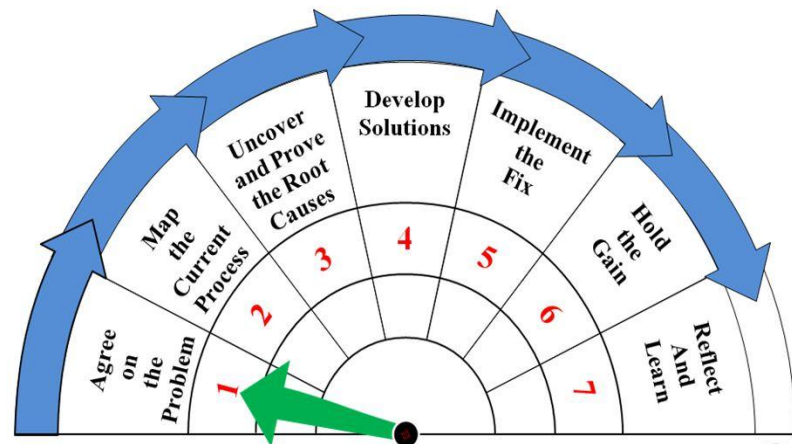 Agree
on
the
Problem
1
Map
the
Current
Process
2
Uncover
and Prove
the Root
Causes
3
Develop
Solutions
4
Implement
the
Fix
5
Hold
the
Gain
6
Reflect
And
Learn
7